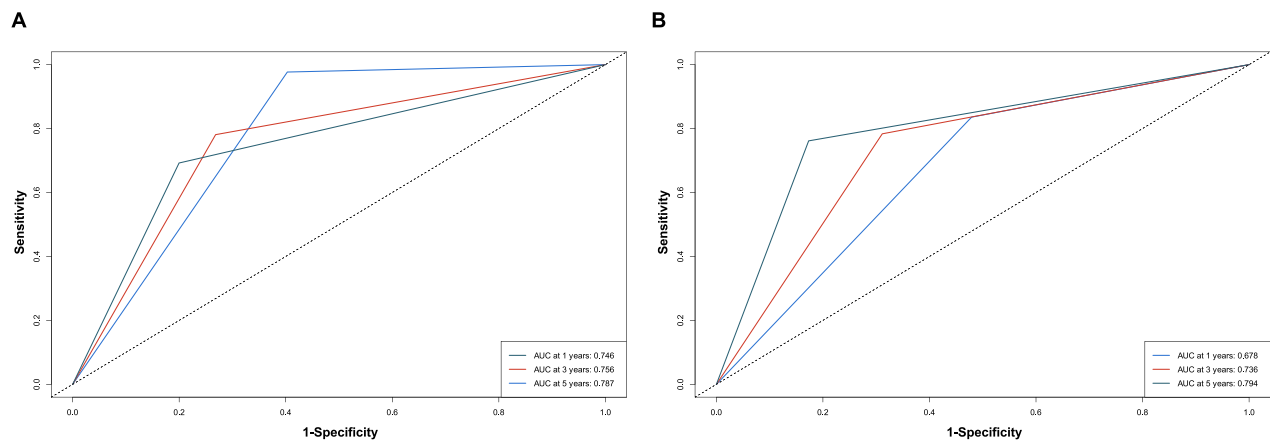 A
Sensitivity
1.0
0.8
0.6
0.4
0.2
0.0
AUC at 1 years: 0.746
AUC at 3 years: 0.756
AUC at 5 years: 0.787
0.0 0.2 0.4 0.6 0.8 1.0
1-Specificity
B
Sensitivity
1.0
0.8
0.6
0.4
0.2
0.0
AUC at 1 years: 0.678
AUC at 3 years: 0.736
AUC at 5 years: 0.794
0.0 0.2 0.4 0.6 0.8 1.0
1-Specificity